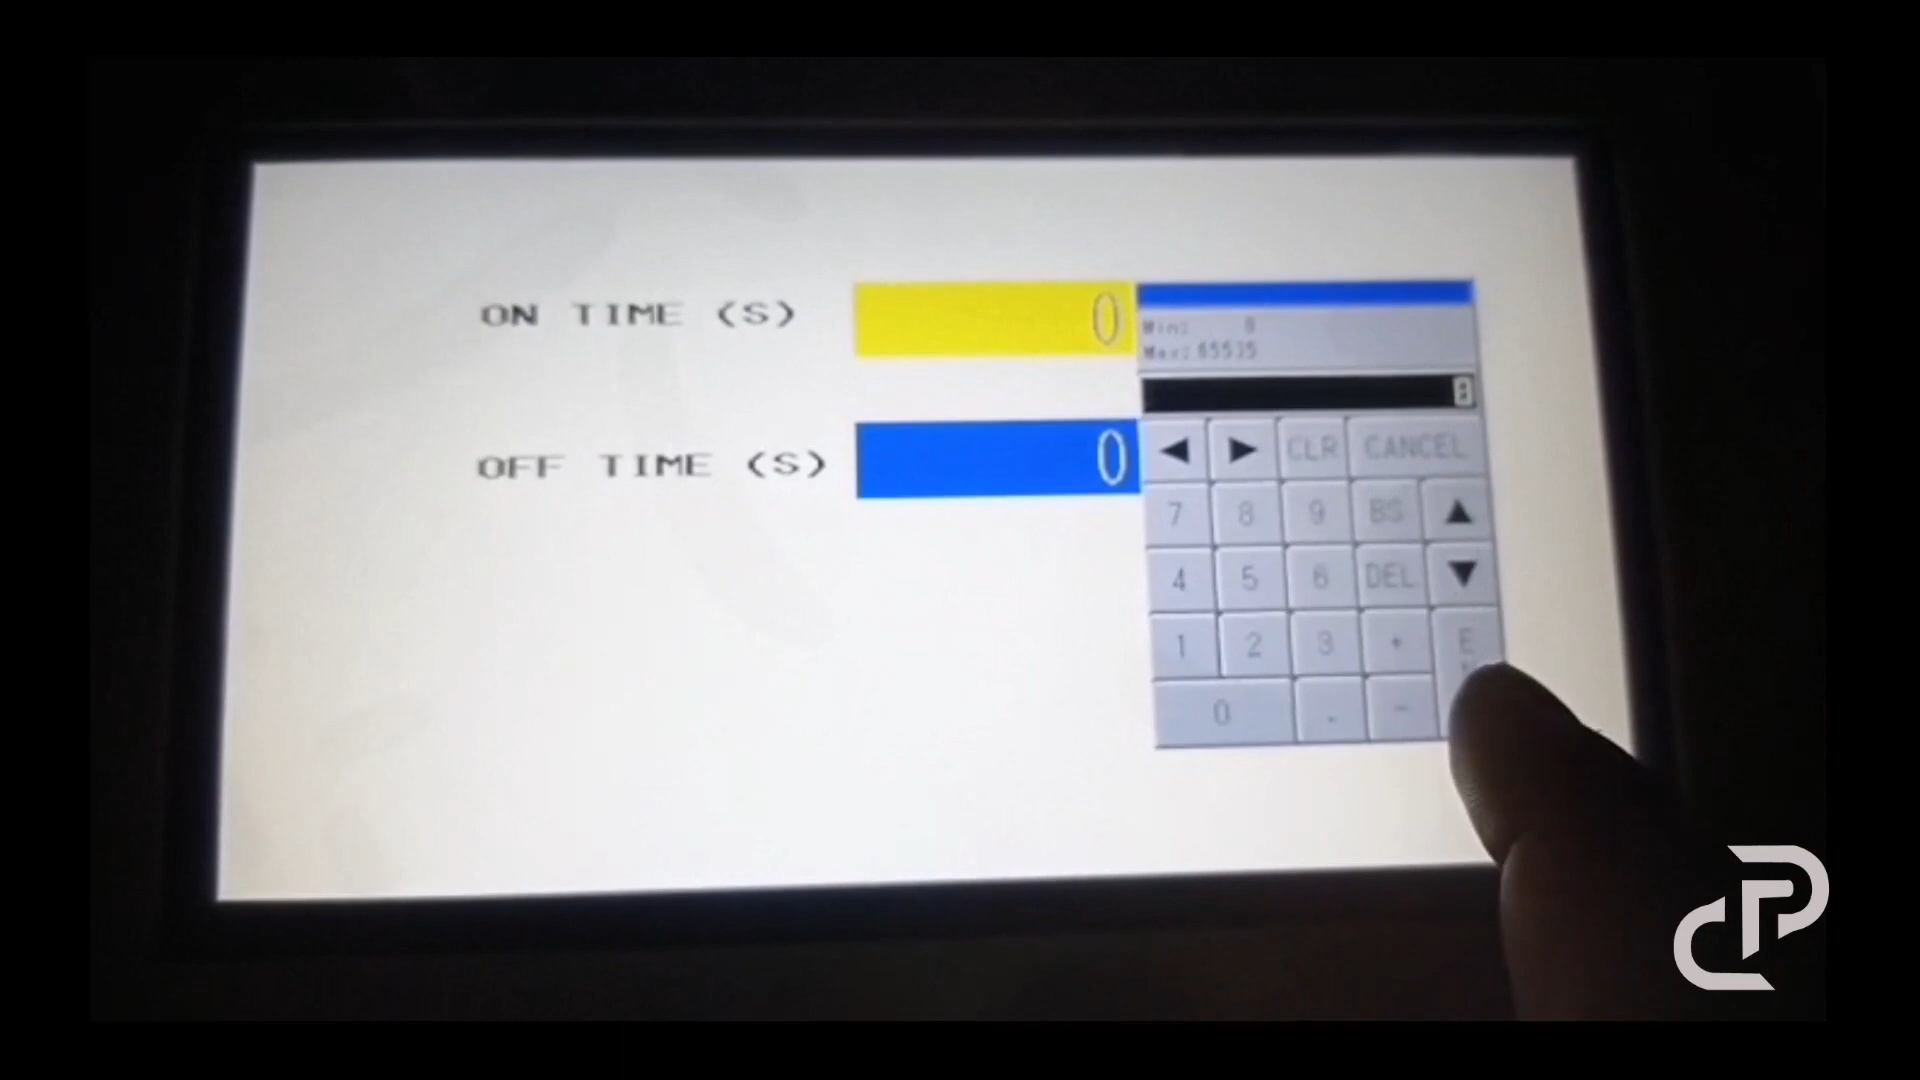 ON TIME (S) 0
OFF TIME (S) 0
Min: 0
Max: 65535
0
CLR CANCEL
7 8 9 BS
4 5 6 DEL
1 2 3 + E
0 . -